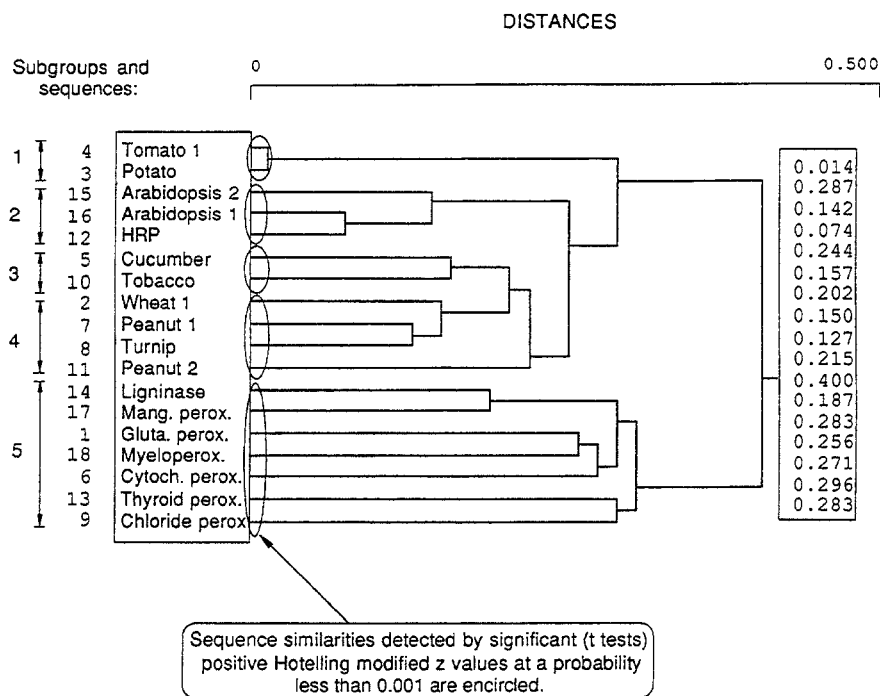 DISTANCES
Subgroups and
sequences:
0 0.500
1
4 Tomato 1
3 Potato
2
15 Arabidopsis 2
16 Arabidopsis 1
12 HRP
3
5 Cucumber
10 Tobacco
4
2 Wheat 1
7 Peanut 1
8 Turnip
11 Peanut 2
5
14 Ligninase
17 Mang. perox.
1 Gluta. perox.
18 Myeloperox.
6 Cytoch. perox.
13 Thyroid perox.
9 Chloride perox
0.014
0.287
0.142
0.074
0.244
0.157
0.202
0.150
0.127
0.215
0.400
0.187
0.283
0.256
0.271
0.296
0.283
Sequence similarities detected by significant (t tests)
positive Hotelling modified z values at a probability
less than 0.001 are encircled.